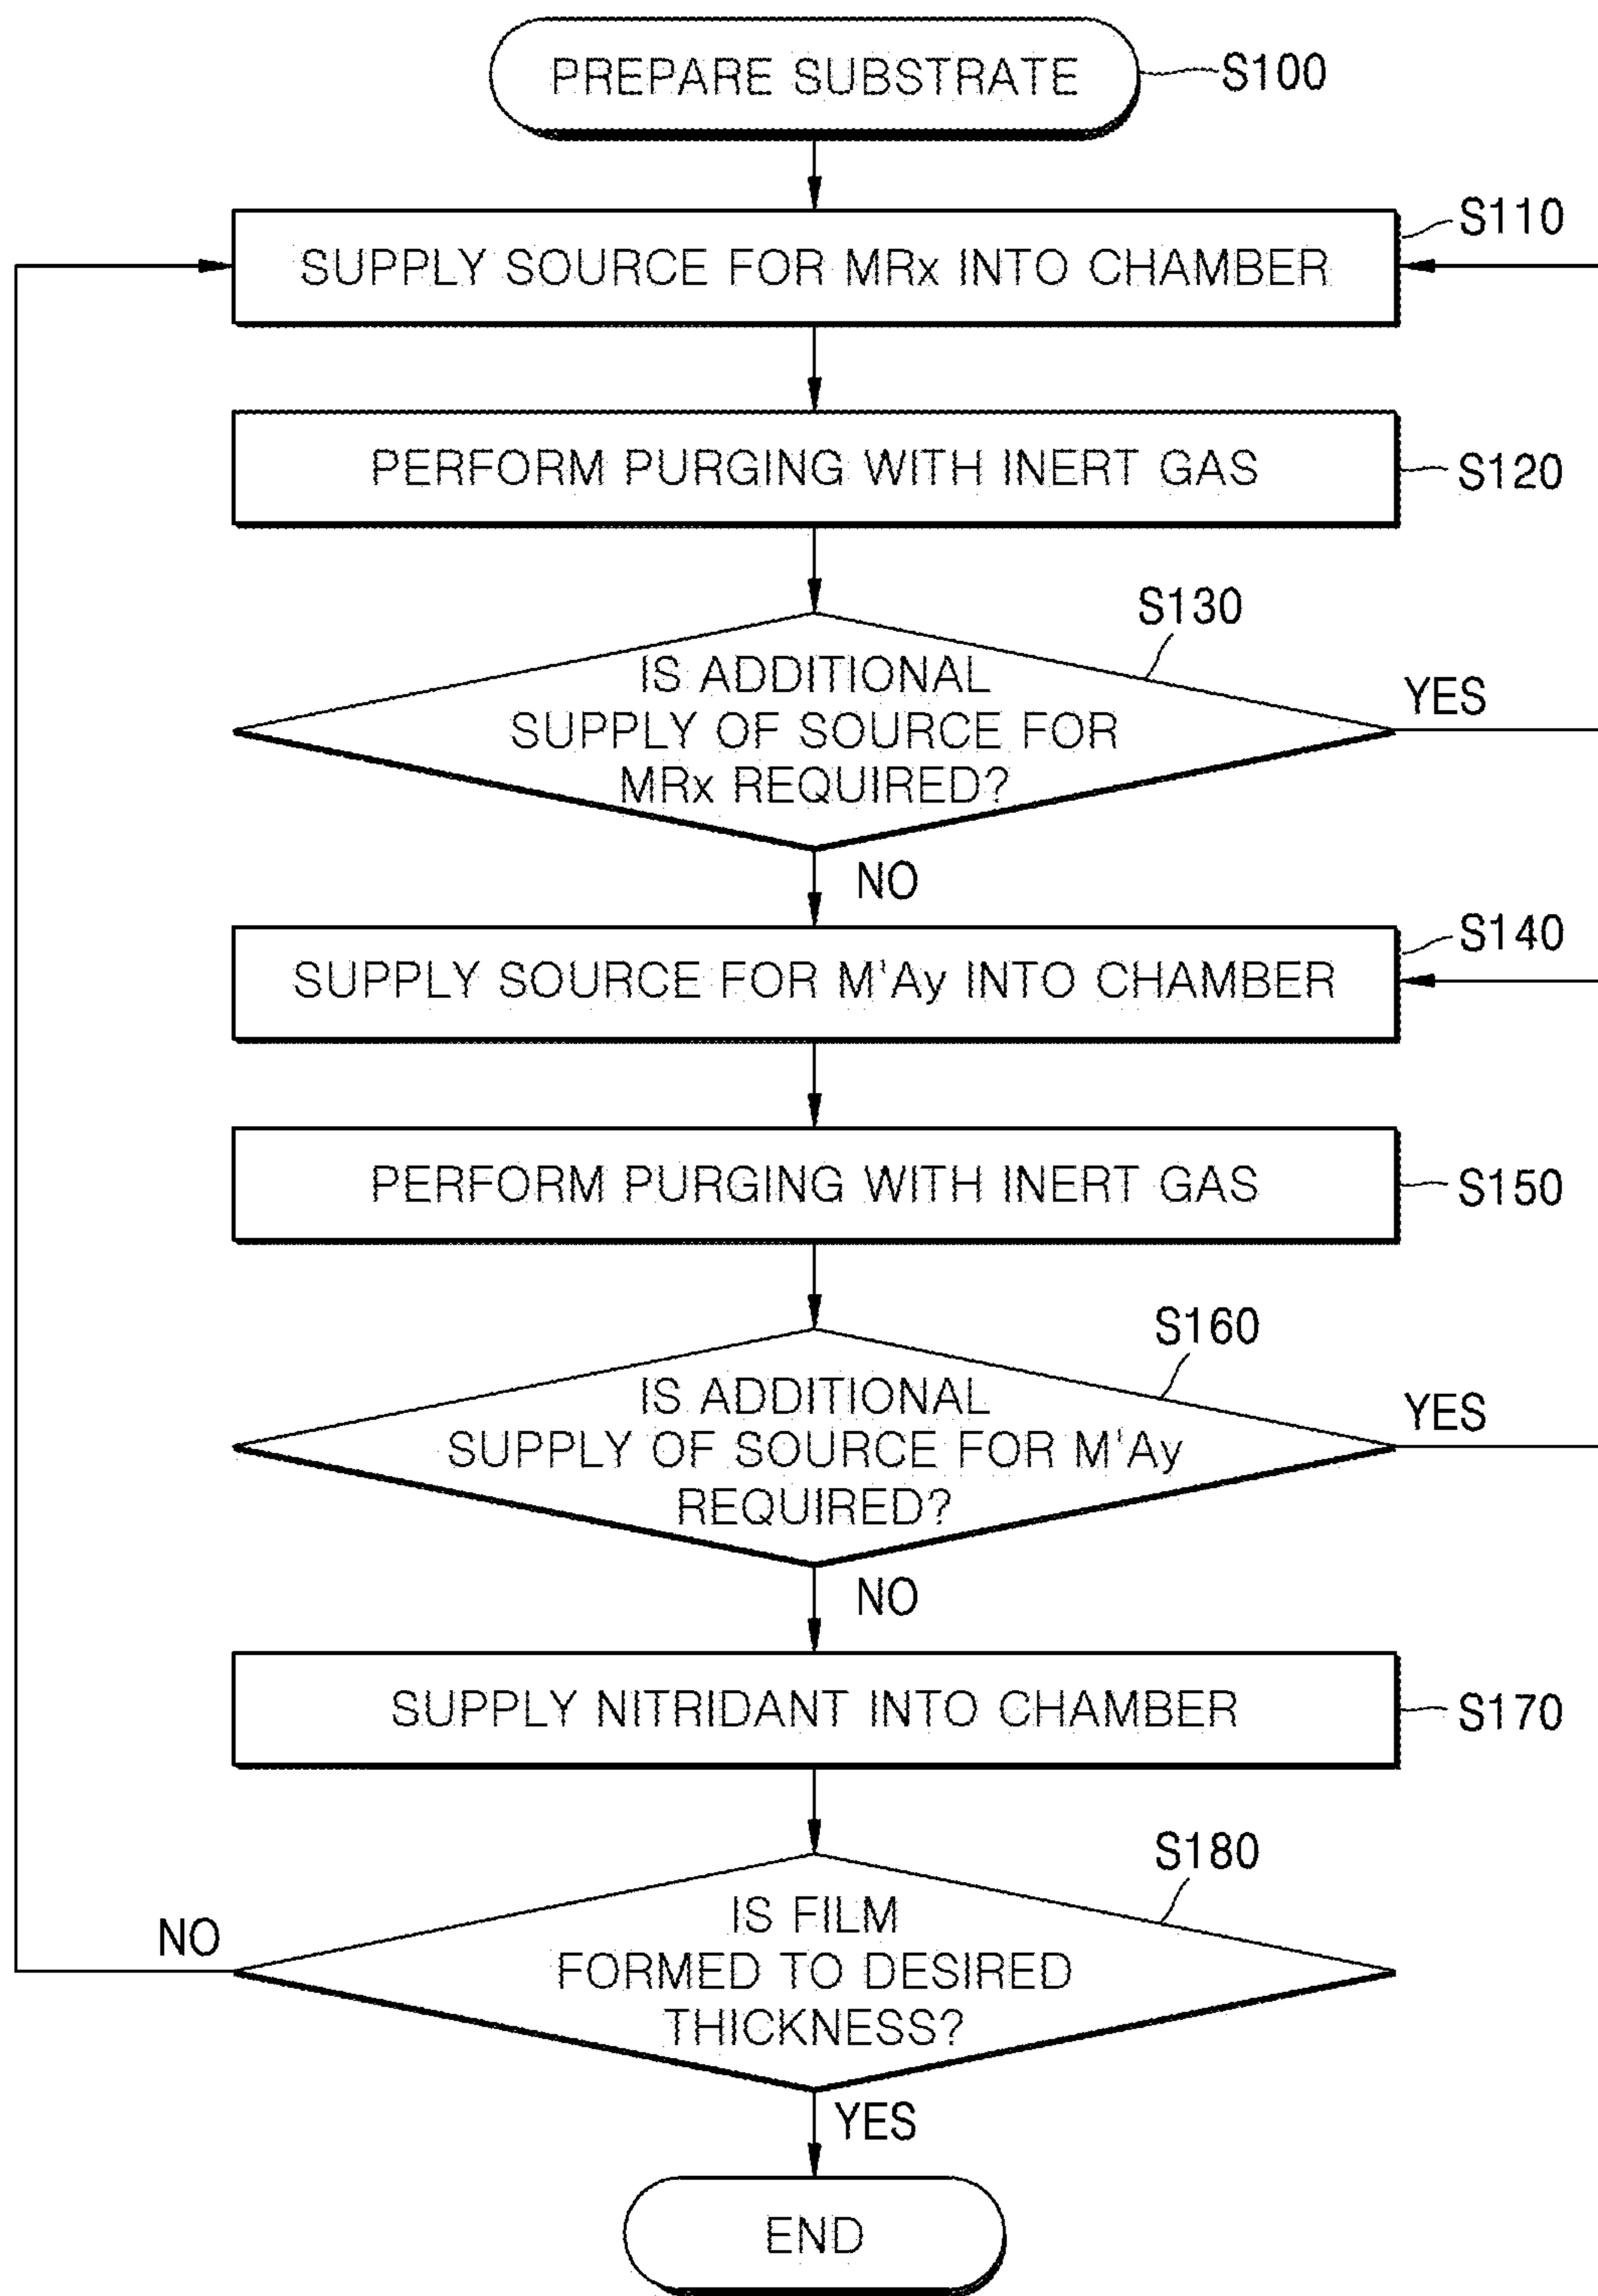 PREPARE SUBSTRATE
S100
SUPPLY SOURCE FOR MRx INTO CHAMBER
S110
PERFORM PURGING WITH INERT GAS
S120
S130
IS ADDITIONAL
SUPPLY OF SOURCE FOR
MRx REQUIRED?
YES
NO
SUPPLY SOURCE FOR M'Ay INTO CHAMBER
S140
PERFORM PURGING WITH INERT GAS
S150
S160
IS ADDITIONAL
SUPPLY OF SOURCE FOR M'Ay
REQUIRED?
YES
NO
SUPPLY NITRIDANT INTO CHAMBER
S170
S180
IS FILM
FORMED TO DESIRED
THICKNESS?
NO
YES
END